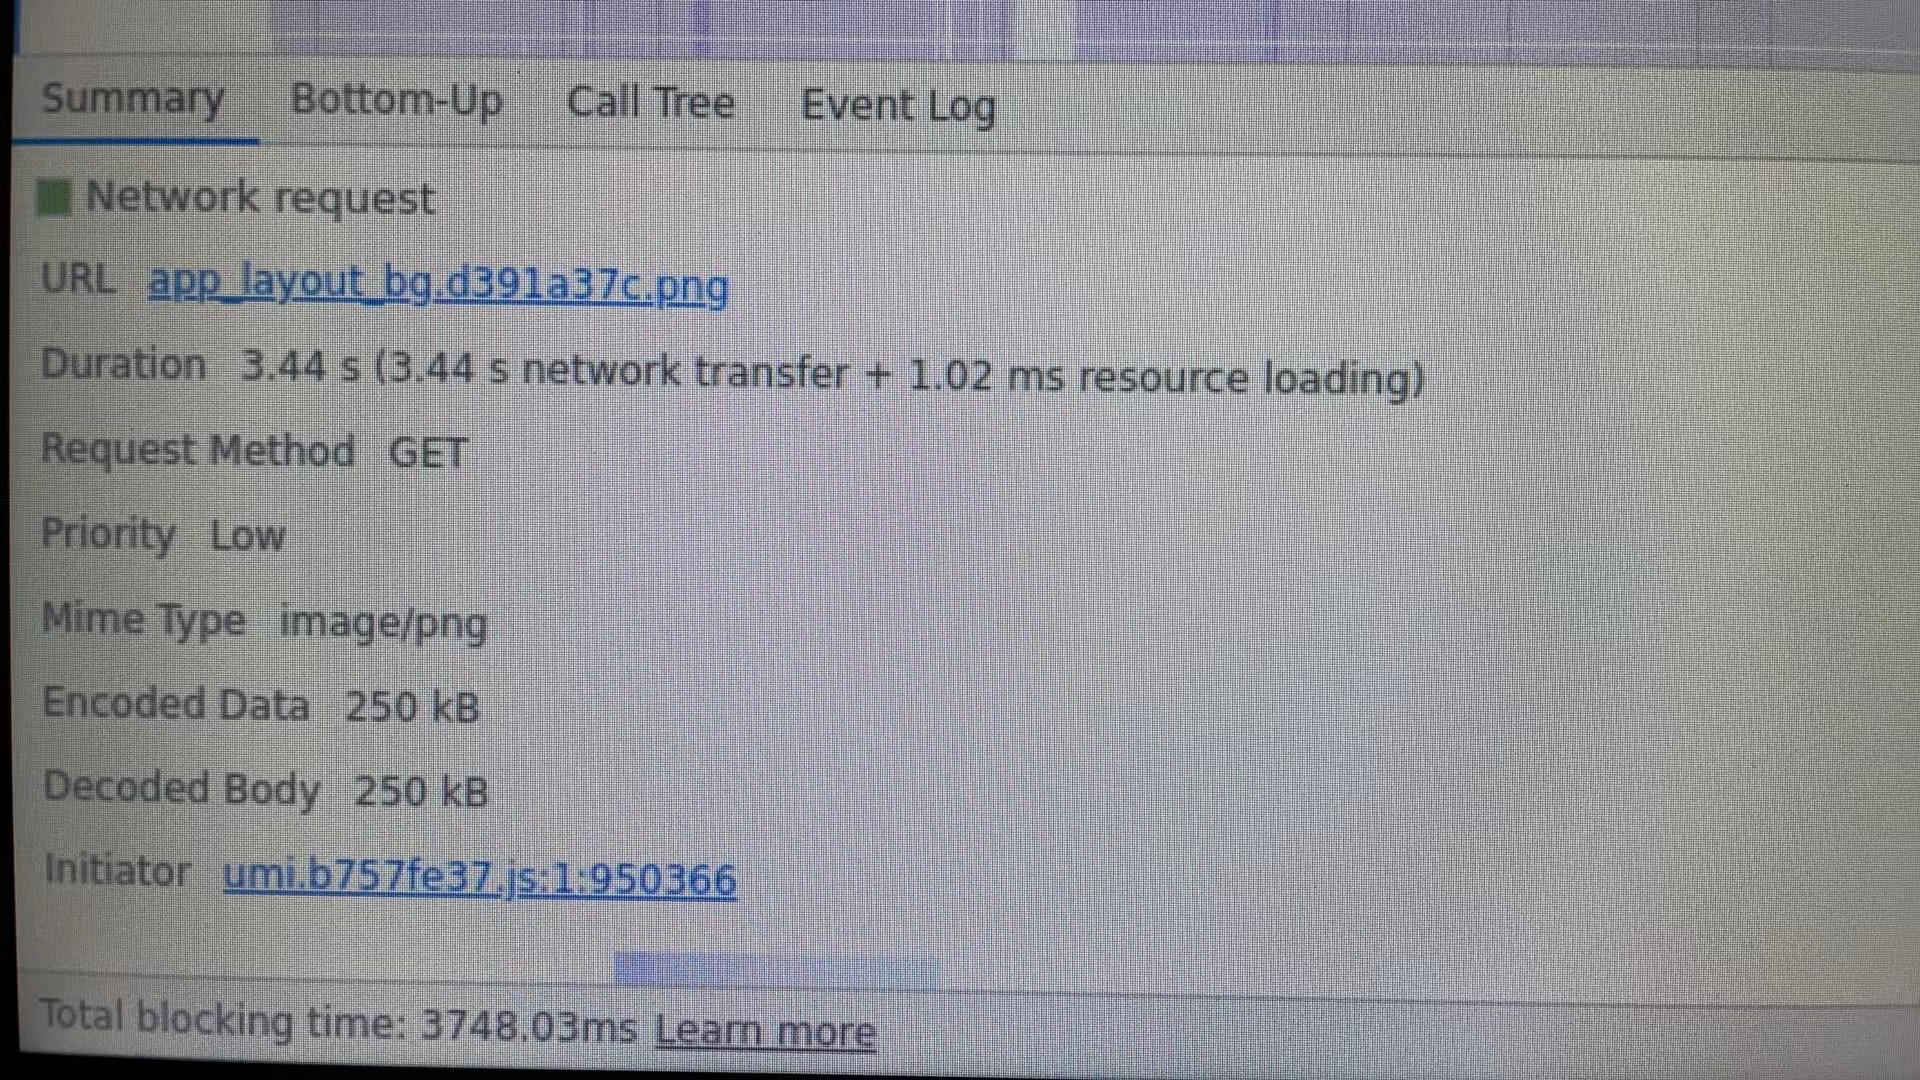 Summary Bottom-Up Call Tree Event Log
Network request
URL app_layout_bg.d391a37c.png
Duration 3.44 s (3.44 s network transfer + 1.02 ms resource loading)
Request Method GET
Priority Low
Mime Type image/png
Encoded Data 250 kB
Decoded Body 250 kB
Initiator umi.b757fe37.js:1:950366
Total blocking time: 3748.03ms Learn more